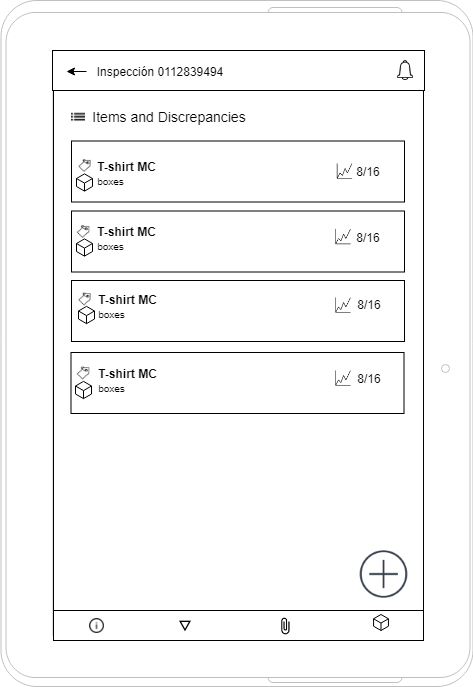 Inspección 0112839494
Items and Discrepancies
T-shirt MC
8/16
boxes
T-shirt MC
8/16
boxes
T-shirt MC
8/16
boxes
T-shirt MC
8/16
boxes